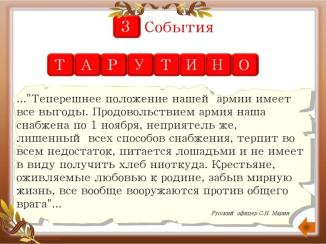 3 События
ТАРУТИНО
..."Теперешнее положение нашей армии имеет
все выгоды. Продовольствием армия наша
снабжена по 1 ноября, неприятель же,
лишенный всех способов снабжения, терпит во
всем недостаток, питается лошадьми и не имеет
в виду получить хлеб ниоткуда. Крестьяне,
оживляемые любовью к родине, забыв мирную
жизнь, все вообще вооружаются против общего
врага"...
Русский офицер С.Н. Марин